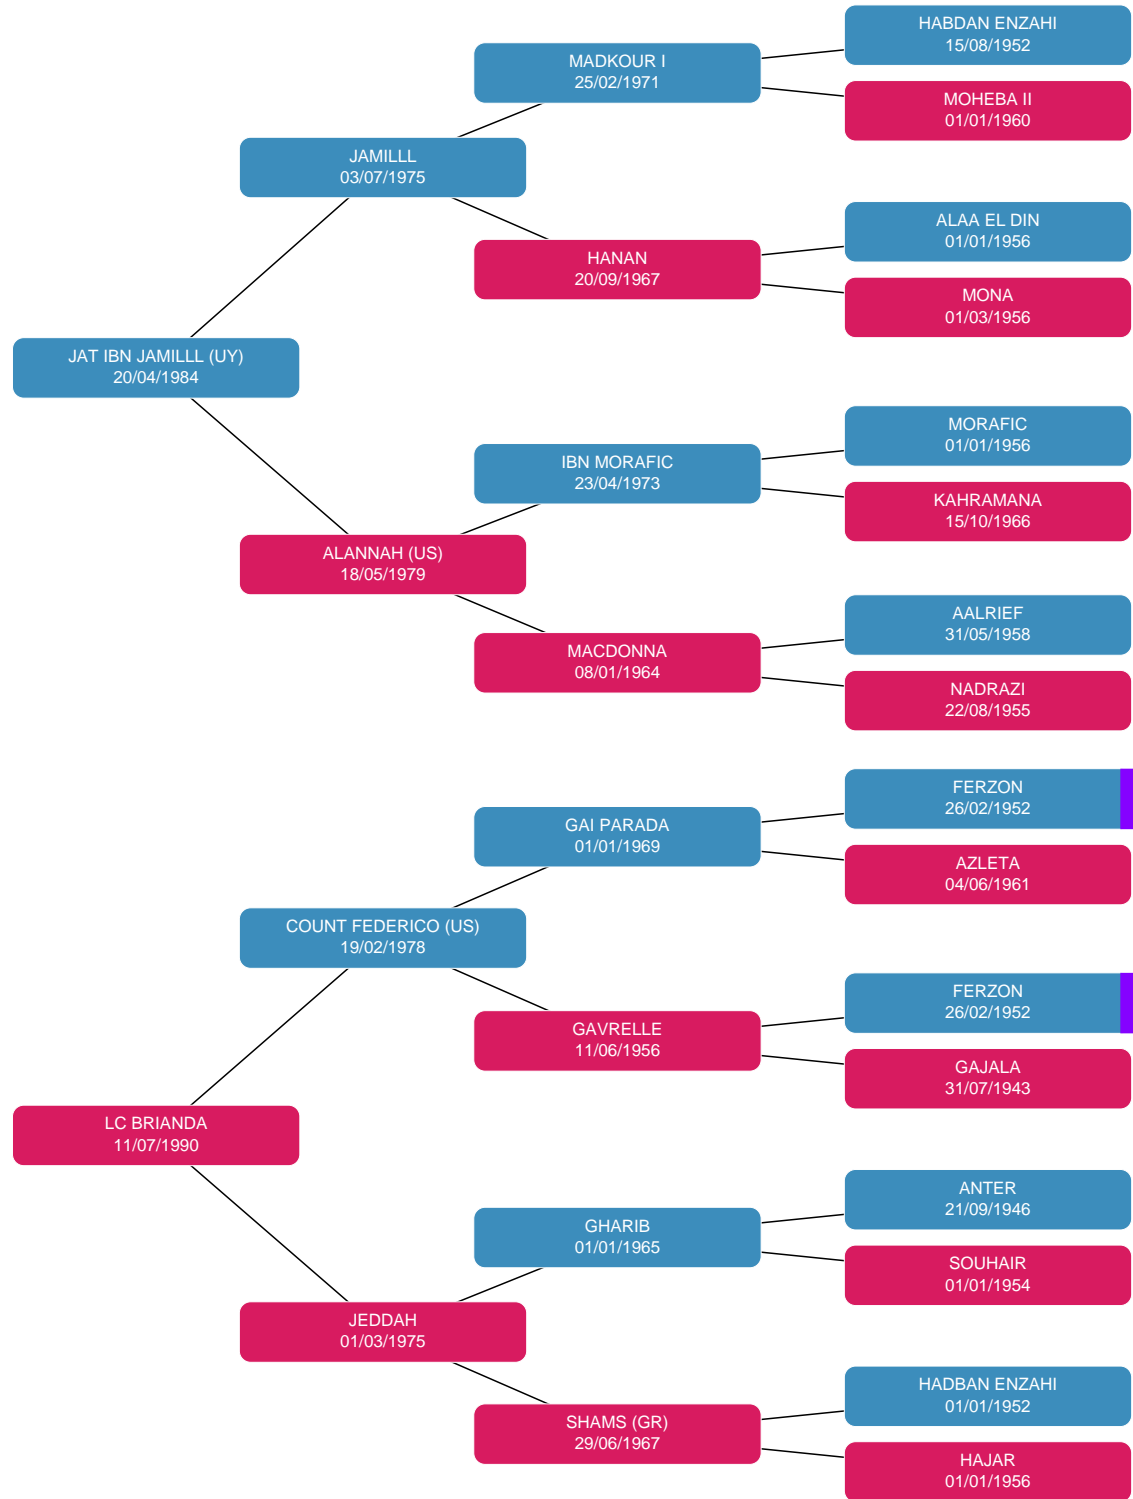 HABDAN ENZAHI
15/08/1952
MADKOUR I
25/02/1971
MOHEBA II
01/01/1960
JAMILLL
03/07/1975
ALAA EL DIN
01/01/1956
HANAN
20/09/1967
MONA
01/03/1956
JAT IBN JAMILLL (UY)
20/04/1984
MORAFIC
01/01/1956
IBN MORAFIC
23/04/1973
KAHRAMANA
15/10/1966
ALANNAH (US)
18/05/1979
AALRIEF
31/05/1958
MACDONNA
08/01/1964
NADRAZI
22/08/1955
FERZON
26/02/1952
GAI PARADA
01/01/1969
AZLETA
04/06/1961
COUNT FEDERICO (US)
19/02/1978
FERZON
26/02/1952
GAVRELLE
11/06/1956
GAJALA
31/07/1943
LC BRIANDA
11/07/1990
ANTER
21/09/1946
GHARIB
01/01/1965
SOUHAIR
01/01/1954
JEDDAH
01/03/1975
HADBAN ENZAHI
01/01/1952
SHAMS (GR)
29/06/1967
HAJAR
01/01/1956